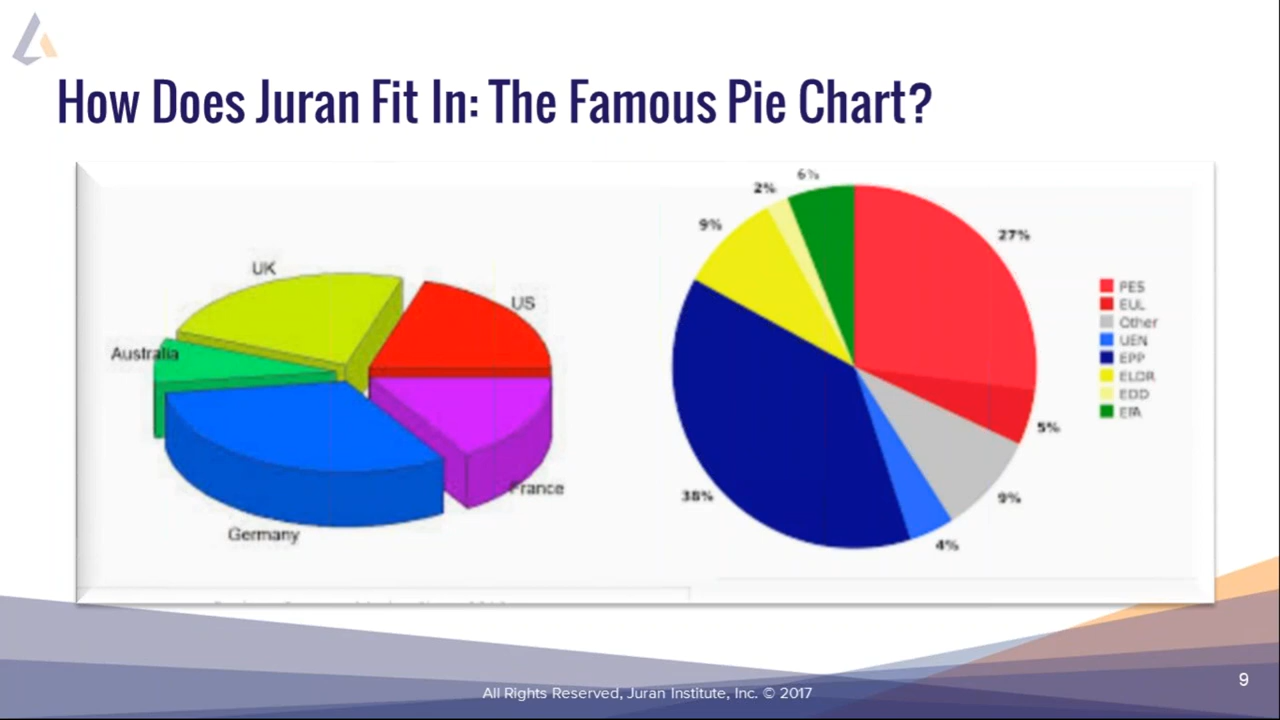 How Does Juran Fit In: The Famous Pie Chart?
UK
US
Australia
France
Germany
6%
2%
9%
27%
38%
5%
9%
4%
PES
EUL
Other
UEN
EPP
ELDR
EDD
EFA
All Rights Reserved, Juran Institute, Inc. © 2017
9